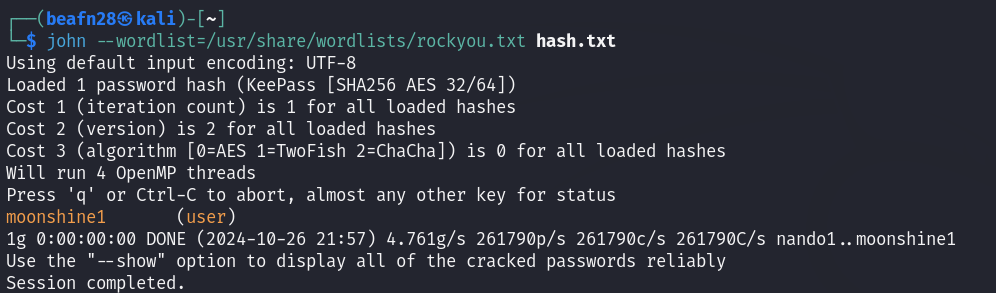 ┌──(beafn28㉿kali)-[~]
└─$ john --wordlist=/usr/share/wordlists/rockyou.txt hash.txt
Using default input encoding: UTF-8
Loaded 1 password hash (KeePass [SHA256 AES 32/64])
Cost 1 (iteration count) is 1 for all loaded hashes
Cost 2 (version) is 2 for all loaded hashes
Cost 3 (algorithm [0=AES 1=TwoFish 2=ChaCha]) is 0 for all loaded hashes
Will run 4 OpenMP threads
Press 'q' or Ctrl-C to abort, almost any other key for status
moonshine1       (user)
1g 0:00:00:00 DONE (2024-10-26 21:57) 4.761g/s 261790p/s 261790c/s 261790C/s nando1..moonshine1
Use the "--show" option to display all of the cracked passwords reliably
Session completed.